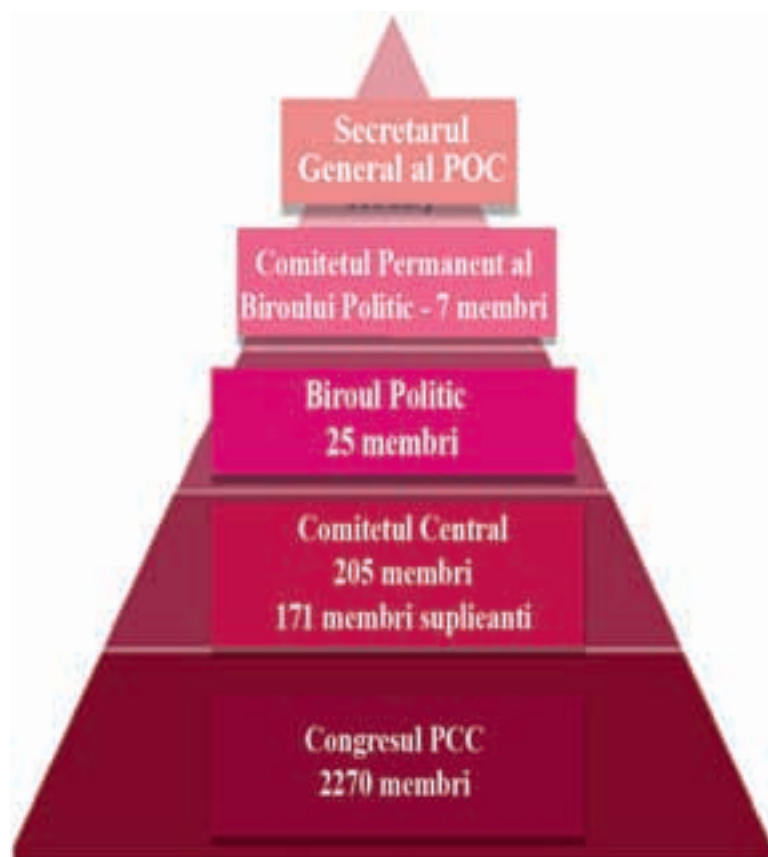 Secretarul
General al POC
Comitetul Permanent al
Biroului Politic - 7 membri
Biroul Politic
25 membri
Comitetul Central
205 membri
171 membri suplieanti
Congresul PCC
2270 membri